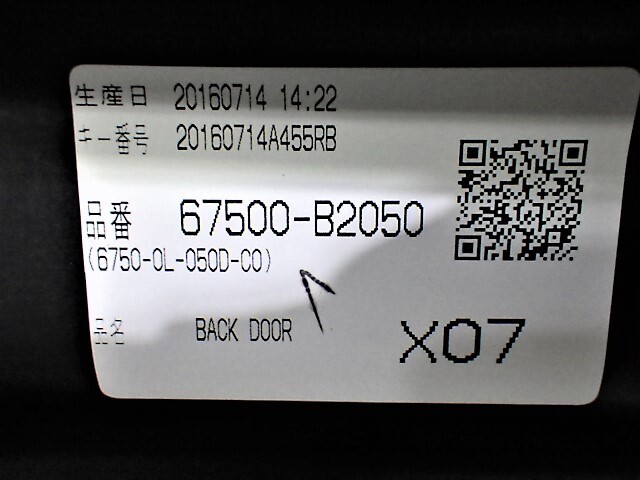 生産日 20160714 14:22
キー番号 20160714A455RB
品番 67500-B2050
(6750-0L-050D-C0)
品名 BACK DOOR
X07